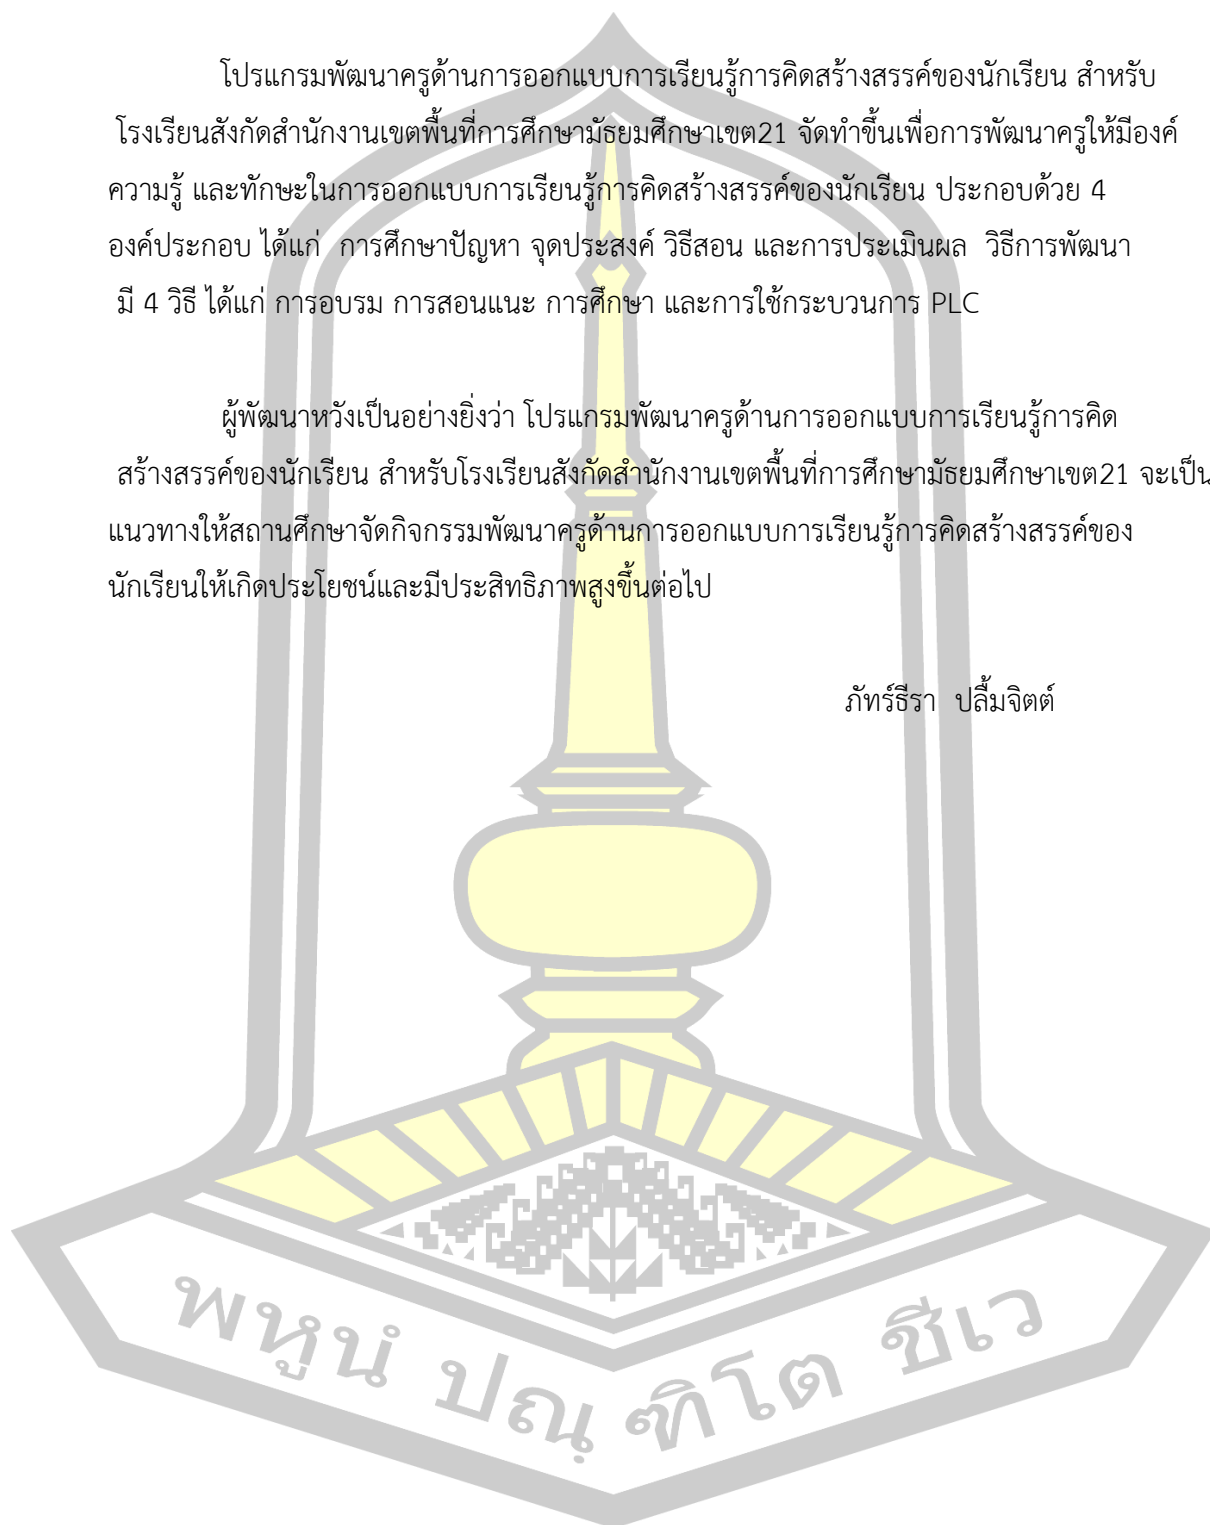 โปรแกรมพัฒนาครูด้านการออกแบบการเรียนรู้การคิดสร้างสรรค์ของนักเรียน สำหรับ
โรงเรียนสังกัดสำนักงานเขตพื้นที่การศึกษามัธยมศึกษาเขต21 จัดทำขึ้นเพื่อการพัฒนาครูให้มีองค์
ความรู้ และทักษะในการออกแบบการเรียนรู้การคิดสร้างสรรค์ของนักเรียน ประกอบด้วย 4
องค์ประกอบ ได้แก่ การศึกษาปัญหา จุดประสงค์ วิธีสอน และการประเมินผล วิธีการพัฒนา
มี 4 วิธี ได้แก่ การอบรม การสอนแนะ การศึกษา และการใช้กระบวนการ PLC
ผู้พัฒนาหวังเป็นอย่างยิ่งว่า โปรแกรมพัฒนาครูด้านการออกแบบการเรียนรู้การคิด
สร้างสรรค์ของนักเรียน สำหรับโรงเรียนสังกัดสำนักงานเขตพื้นที่การศึกษามัธยมศึกษาเขต21 จะเป็น
แนวทางให้สถานศึกษาจัดกิจกรรมพัฒนาครูด้านการออกแบบการเรียนรู้การคิดสร้างสรรค์ของ
นักเรียนให้เกิดประโยชน์และมีประสิทธิภาพสูงขึ้นต่อไป
ภัทร์ธีรา ปลื้มจิตต์
พหูนํ ปณฺฑิโต ชีเว